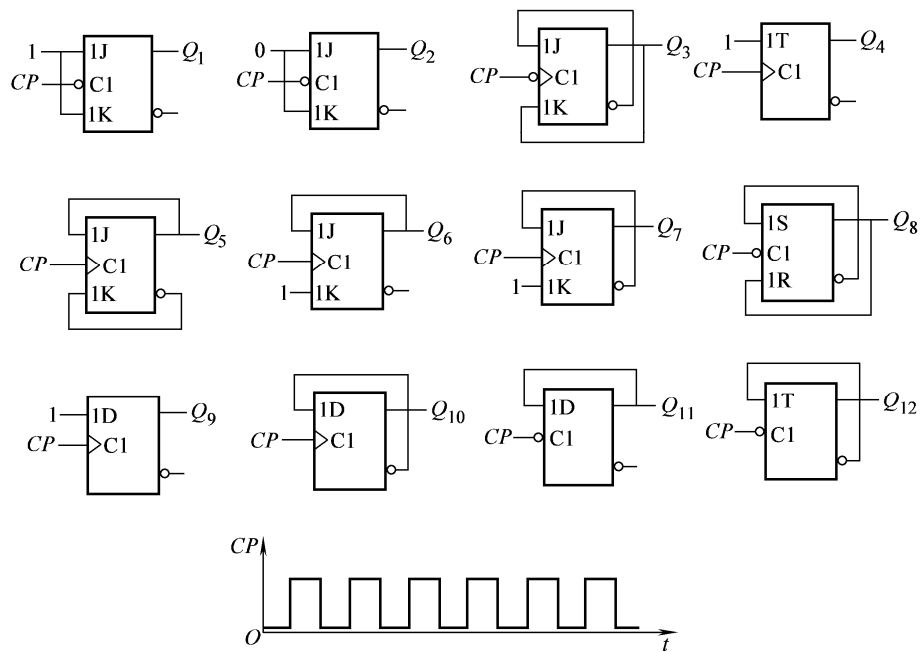 1 1J Q1
CP C1
1K
0 1J Q2
CP C1
1K
1J Q3
CP C1
1K
1 1T Q4
CP C1
1J Q5
CP C1
1K
1J Q6
CP C1
1 1K
1J Q7
CP C1
1 1K
1S Q8
CP C1
1R
1 1D Q9
CP C1
1D Q10
CP C1
1D Q11
CP C1
1T Q12
CP C1
CP
O t